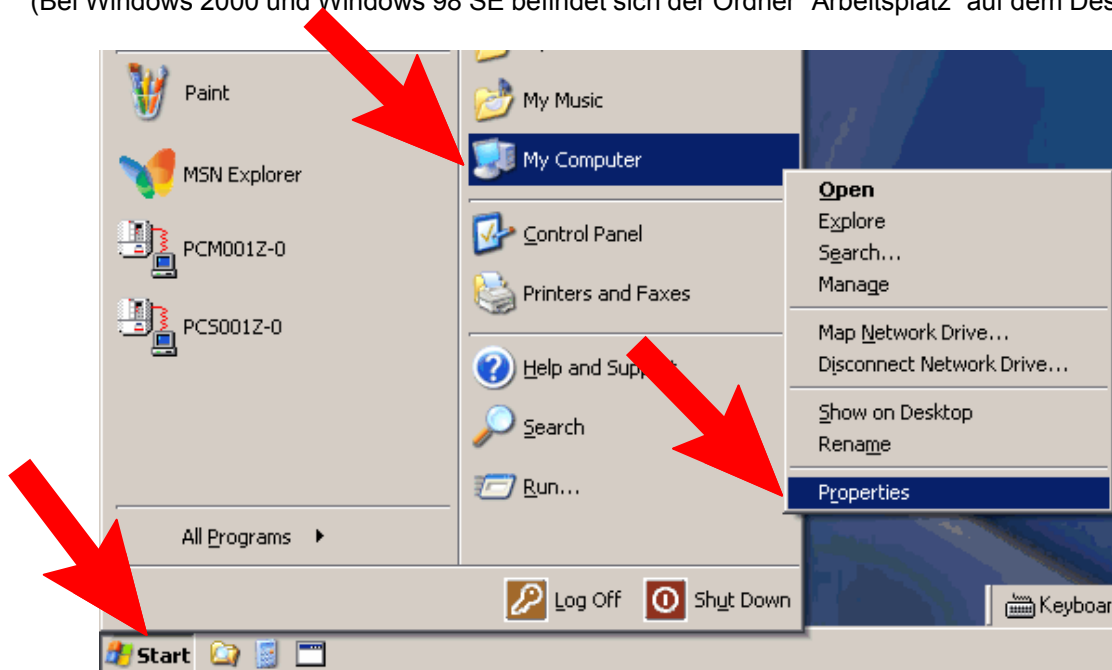 (Bei Windows 2000 und Windows 98 SE befindet sich der Ordner "Arbeitsplatz" auf dem Des
Paint
MSN Explorer
PCM001Z-0
PCS001Z-0
All Programs
My Music
My Computer
Control Panel
Printers and Faxes
Help and Support
Search
Run...
Log Off
Shut Down
Open
Explore
Search...
Manage
Map Network Drive...
Disconnect Network Drive...
Show on Desktop
Rename
Properties
Keyboar
Start